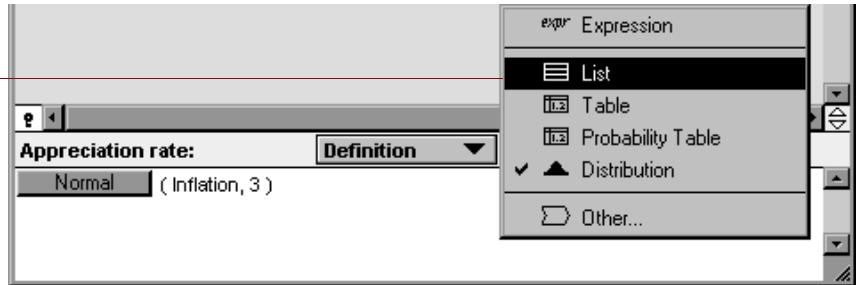 expr Expression
List
Table
Probability Table
Distribution
Other...
Appreciation rate: Definition
Normal ( Inflation, 3 )